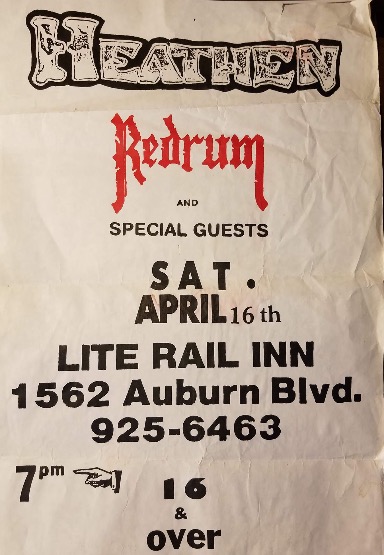 HEATHEN
Redrum
AND
SPECIAL GUESTS
SAT.
APRIL 16 th
LITE RAIL INN
1562 Auburn Blvd.
925-6463
7pm 16
&
over